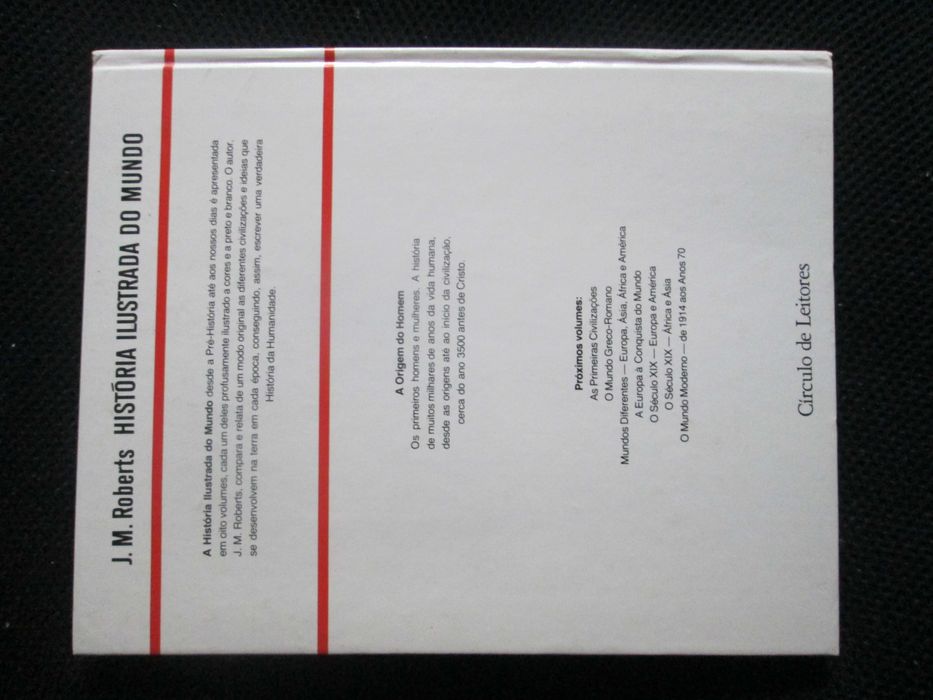 J. M. Roberts HISTÓRIA ILUSTRADA DO MUNDO
A História Ilustrada do Mundo desde a Pré-História até aos nossos dias é apresentada
em oito volumes, cada um deles profusamente ilustrado a cores e a preto e branco. O autor,
J. M. Roberts, compara e relata de um modo original as diferentes civilizações e ideias que
se desenvolvem na terra em cada época, conseguindo, assim, escrever uma verdadeira
História da Humanidade.
A Origem do Homem
Os primeiros homens e mulheres. A história
de muitos milhares de anos da vida humana,
desde as origens até ao início da civilização,
cerca do ano 3500 antes de Cristo.
Próximos volumes:
As Primeiras Civilizações
O Mundo Greco-Romano
Mundos Diferentes — Europa, Ásia, África e América
A Europa à Conquista do Mundo
O Século XIX — Europa e América
O Século XIX — África e Ásia
O Mundo Moderno — de 1914 aos Anos 70
Círculo de Leitores